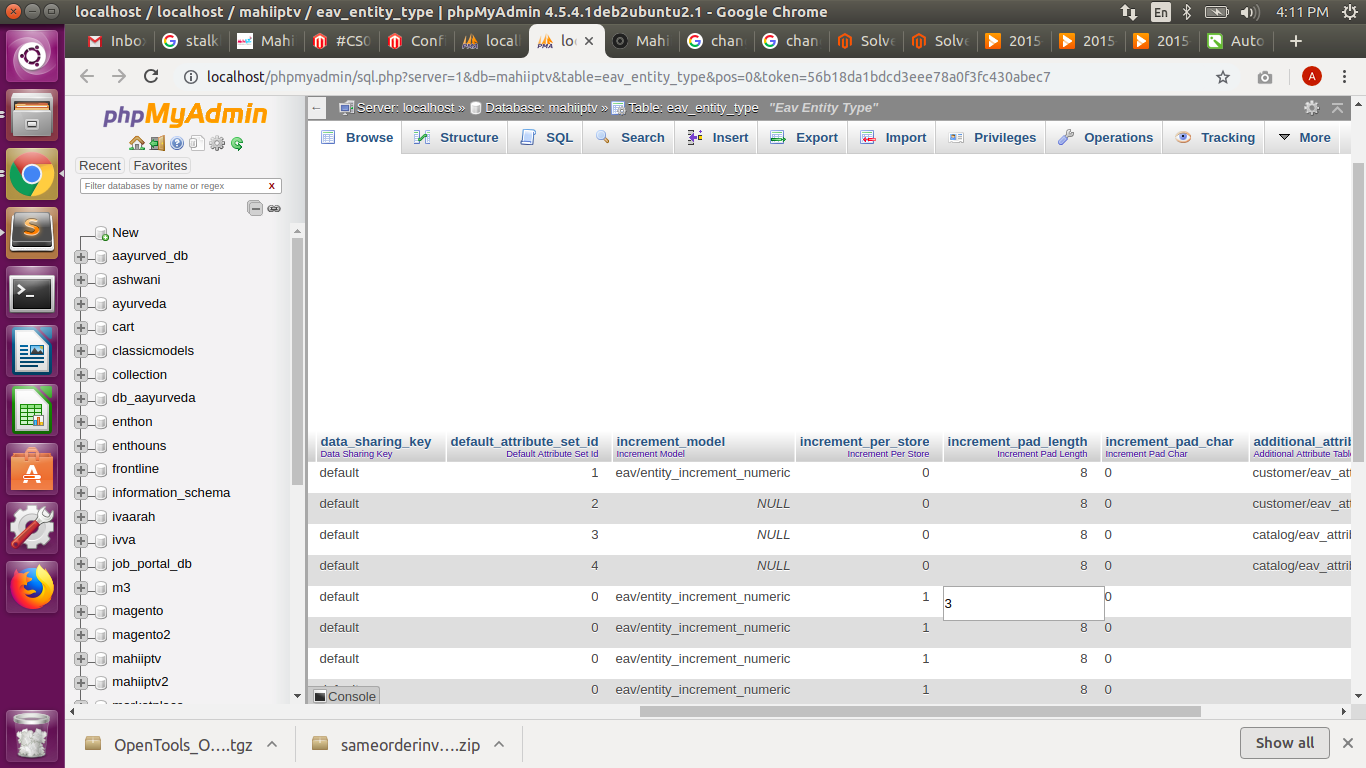 localhost / localhost / mahiiptv / eav_entity_type | phpMyAdmin 4.5.4.1deb2ubuntu2.1 - Google Chrome
En
4:11 PM
Inbo
stalk
Mahi
#CS0
Conf
local
lo
Mahi
chan
chan
Solve
Solve
2015
2015
2015
Auto
localhost/phpmyadmin/sql.php?server=1&db=mahiiptv&table=eav_entity_type&pos=0&token=56b18da1bdcd3eee78a0f3fc430abec7
A
phpMyAdmin
Recent
Favorites
Filter databases by name or regex
X
New
aayurved_db
ashwani
ayurveda
cart
classicmodels
collection
db_aayurveda
enthon
enthouns
frontline
information_schema
ivaarah
ivva
job_portal_db
m3
magento
magento2
mahiiptv
mahiiptv2
Server: localhost » Database: mahiiptv » Table: eav_entity_type "Eav Entity Type"
Browse Structure SQL Search Insert Export Import Privileges Operations Tracking More
data_sharing_key default_attribute_set_id increment_model increment_per_store increment_pad_length increment_pad_char additional_attrib
Data Sharing Key Default Attribute Set Id Increment Model Increment Per Store Increment Pad Length Increment Pad Char Additional Attribute Table
default 1 eav/entity_increment_numeric 0 8 0 customer/eav_att
default 2 NULL 0 8 0 customer/eav_att
default 3 NULL 0 8 0 catalog/eav_attril
default 4 NULL 0 8 0 catalog/eav_attril
default 0 eav/entity_increment_numeric 1 3 0
default 0 eav/entity_increment_numeric 1 8 0
default 0 eav/entity_increment_numeric 1 8 0
default 0 eav/entity_increment_numeric 1 8 0
Console
OpenTools_O....tgz
sameorderinv....zip
Show all